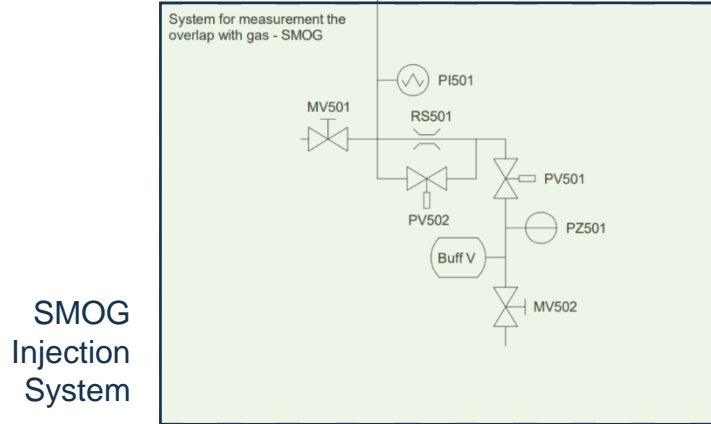 System for measurement the
overlap with gas - SMOG
PI501
MV501
RS501
PV501
PV502
PZ501
Buff V
MV502
SMOG
Injection
System